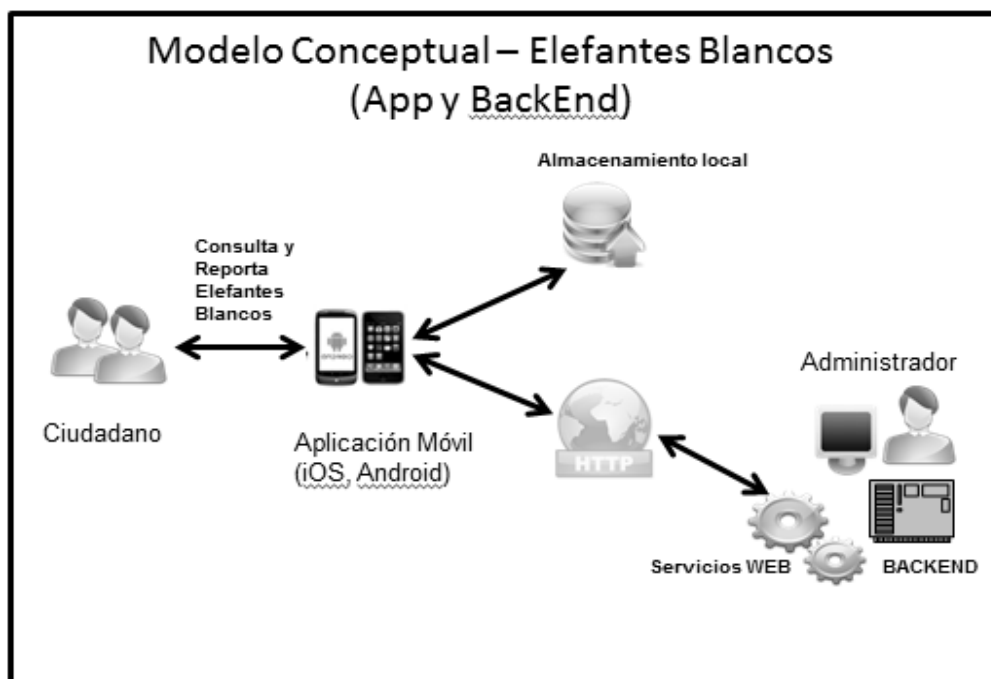 Modelo Conceptual – Elefantes Blancos
(App y BackEnd)
Almacenamiento local
Consulta y
Reporta
Elefantes
Blancos
Administrador
Ciudadano
Aplicación Móvil
(iOS, Android)
HTTP
Servicios WEB
BACKEND